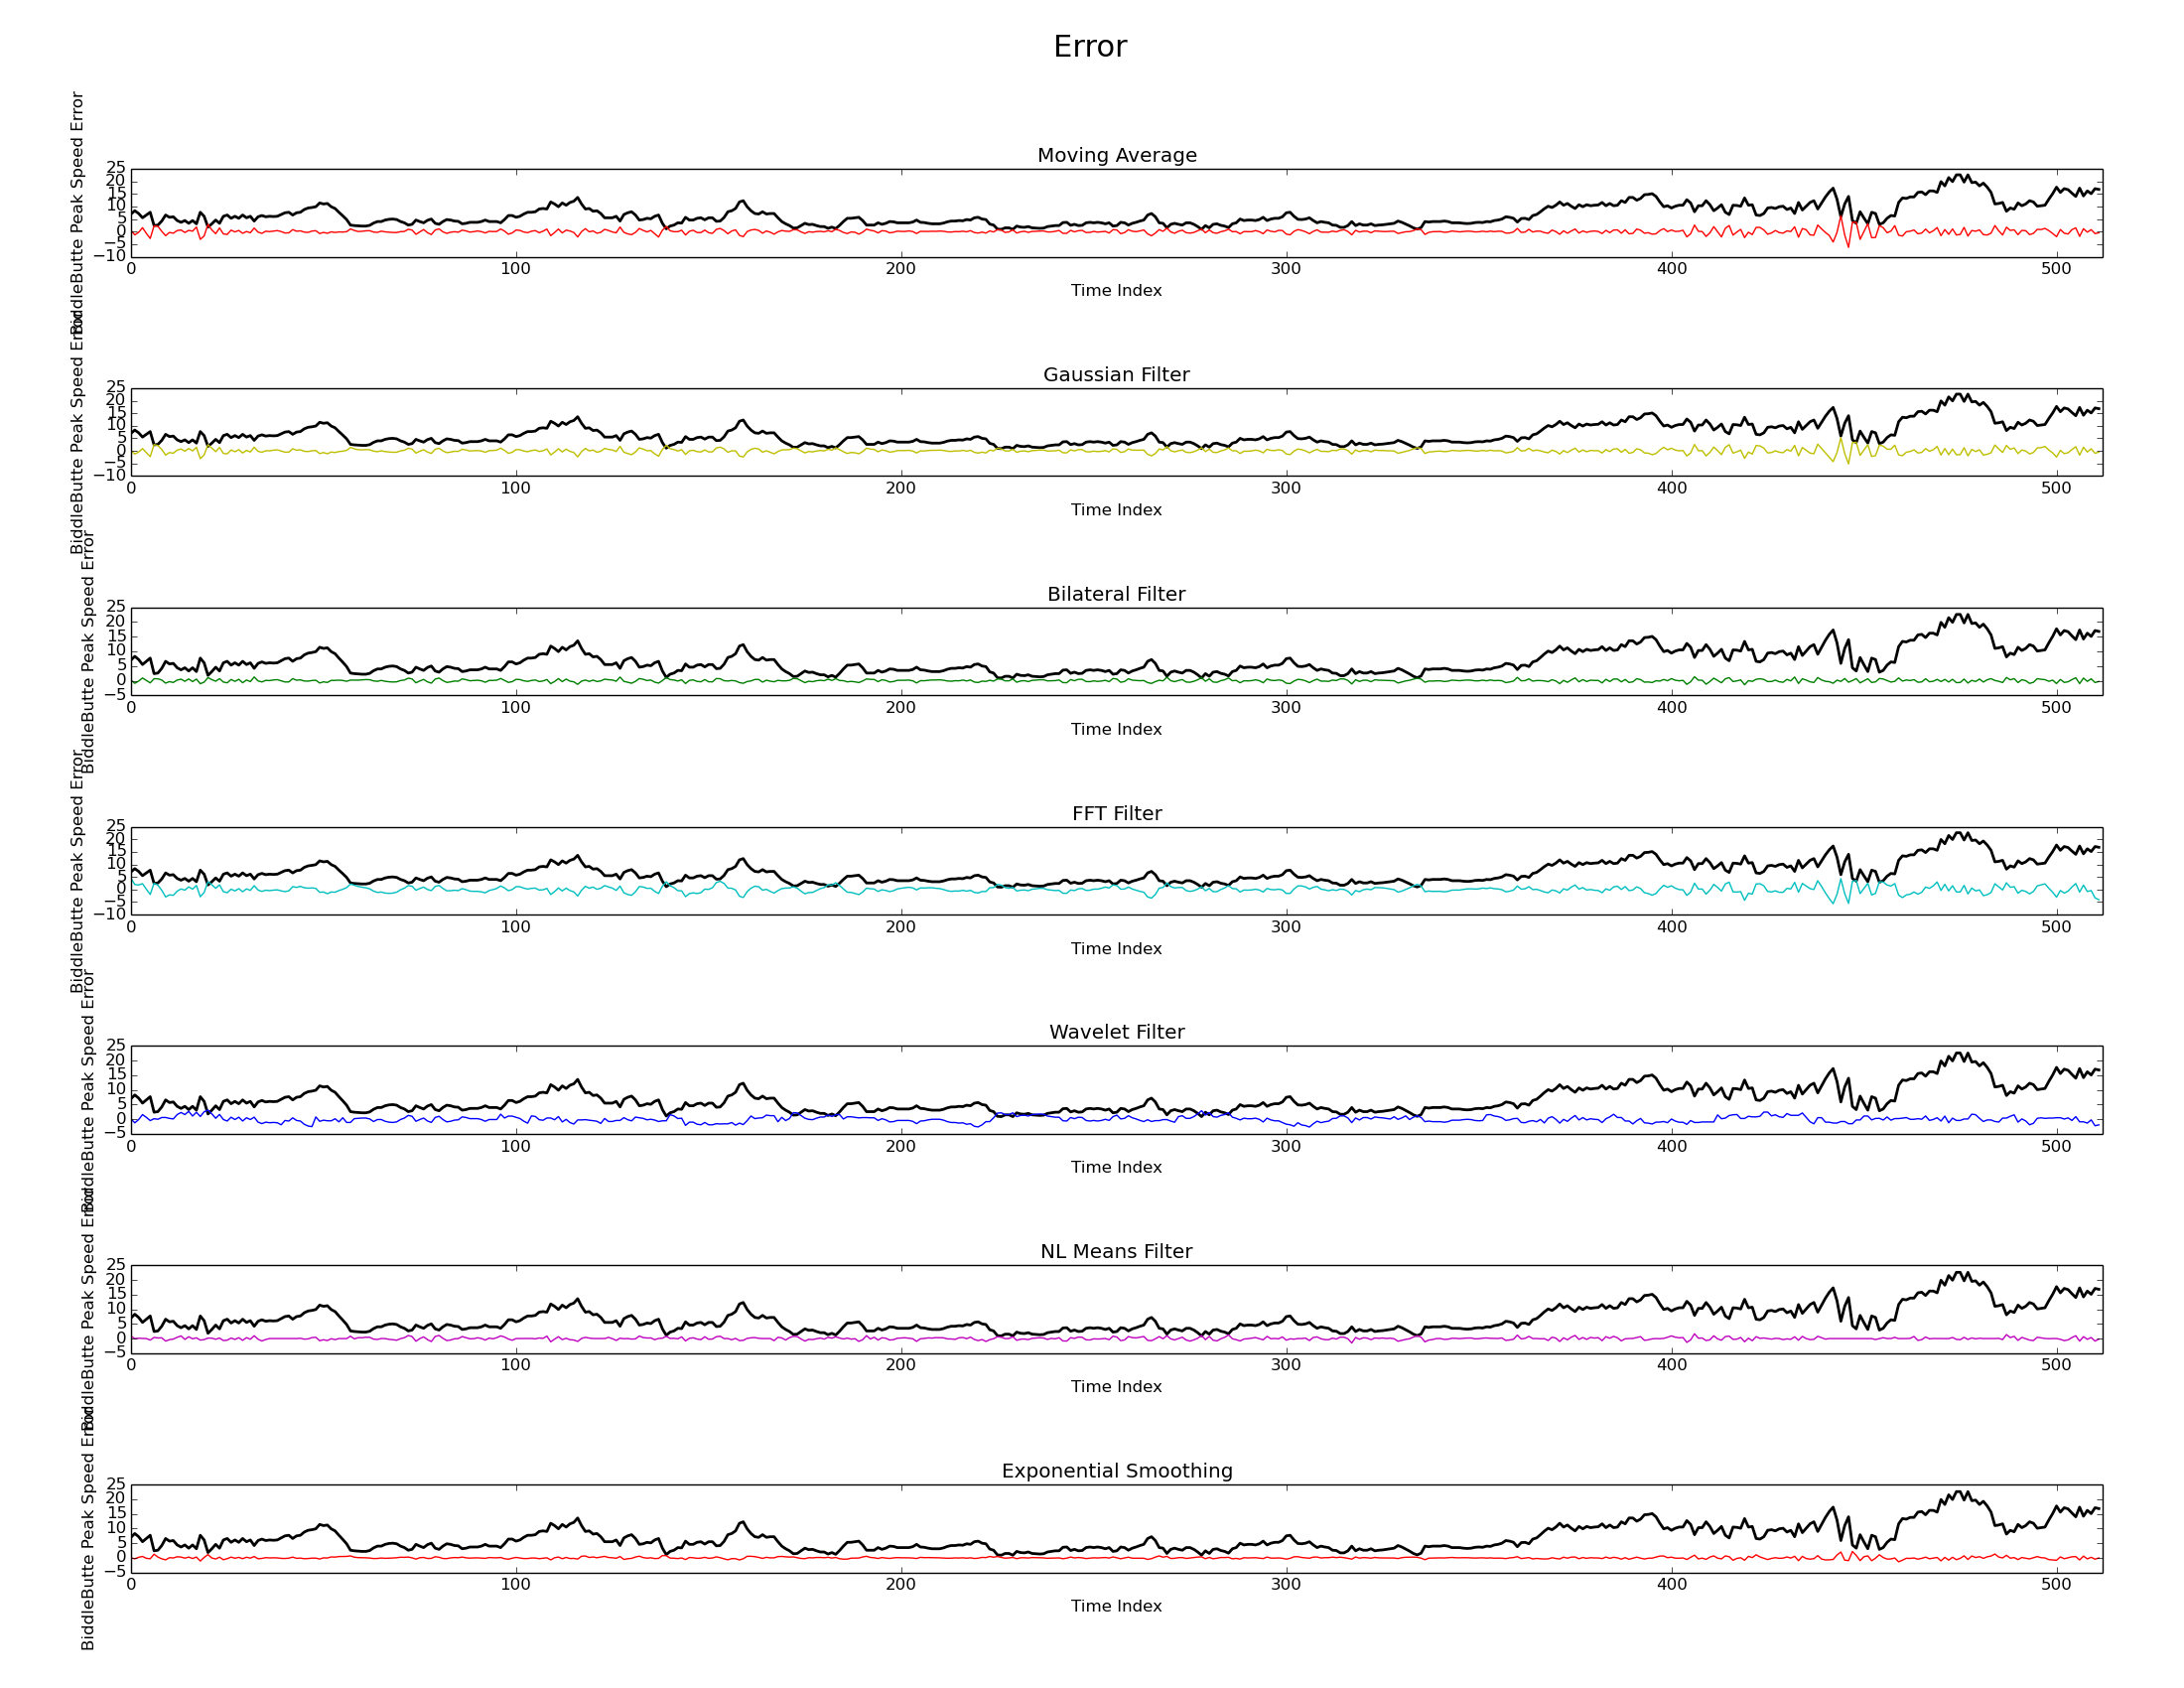 Error
Moving Average
BiddleButte Peak Speed Error
25
20
15
10
5
0
−5
−10
0 100 200 300 400 500
Time Index
Gaussian Filter
BiddleButte Peak Speed Error
25
20
15
10
5
0
−5
−10
0 100 200 300 400 500
Time Index
Bilateral Filter
BiddleButte Peak Speed Error
25
20
15
10
5
0
−5
0 100 200 300 400 500
Time Index
FFT Filter
BiddleButte Peak Speed Error
25
20
15
10
5
0
−5
−10
0 100 200 300 400 500
Time Index
Wavelet Filter
BiddleButte Peak Speed Error
25
20
15
10
5
0
−5
0 100 200 300 400 500
Time Index
NL Means Filter
BiddleButte Peak Speed Error
25
20
15
10
5
0
−5
0 100 200 300 400 500
Time Index
Exponential Smoothing
BiddleButte Peak Speed Error
25
20
15
10
5
0
−5
0 100 200 300 400 500
Time Index